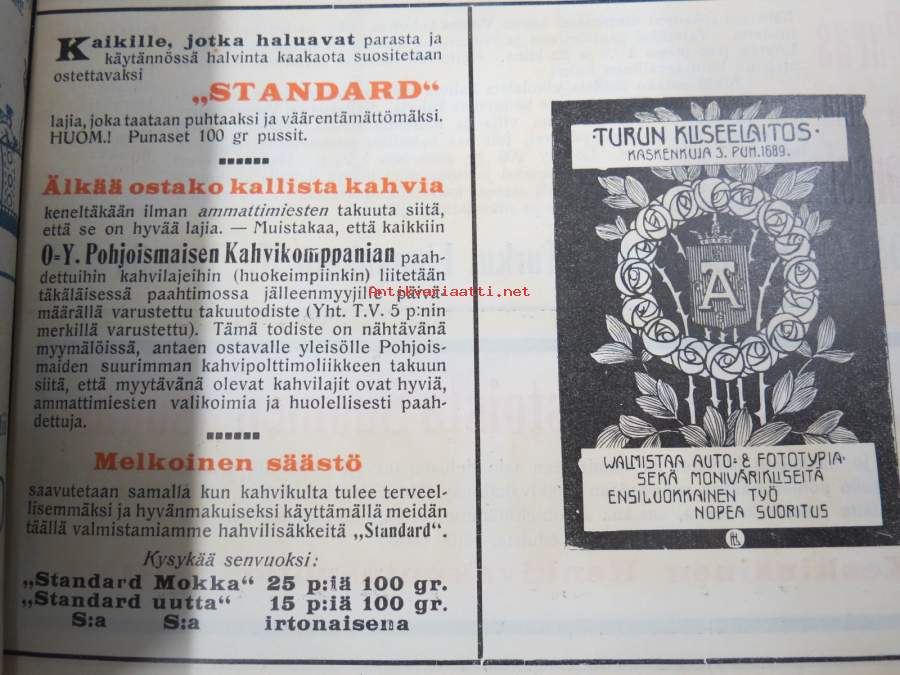 Kaikille, jotka haluavat parasta ja
käytännössä halvinta kaakaota suositetaan
ostettavaksi
„STANDARD“
lajia, joka taataan puhtaaksi ja väärentämättömäksi.
HUOM.! Punaset 100 gr pussit.
Älkää ostako kallista kahvia
keneltäkään ilman ammattimiesten takuuta siitä,
että se on hyvää lajia. — Muistakaa, että kaikkiin
O-Y. Pohjoismaisen Kahvikomppanian paah-
dettuihin kahvilajeihin (huokeimpiinkin) liitetään
täkäläisessä paahtimossa jälleenmyyjille päivä-
määrällä varustettu takuutodiste (Yht. T.V. 5 p:nin
merkillä varustettu). Tämä todiste on nähtävänä
myymälöissä, antaen ostavalle yleisölle Pohjois-
maiden suurimman kahvipolttimoliikkeen takuun
siitä, että myytävänä olevat kahvilajit ovat hyviä,
ammattimiesten valikoimia ja huolellisesti paah-
dettuja.
Melkoinen säästö
saavutetaan samalla kun kahvikulta tulee terveel-
lisemmäksi ja hyvänmakuiseksi käyttämällä meidän
täällä valmistamiamme hahvilisäkkeitä „Standard“.
Kysykää senvuoksi:
„Standard Mokka“ 25 p:iä 100 gr.
„Standard uutta“ 15 p:iä 100 gr.
S:a S:a irtonaisena
Antikvariaatti.net
TURUN KLISEELAITOS
KASKENKUJA 3. PUH. 1689.
A
WALMISTAA AUTO- & FOTOTYPIA-
SEKÄ MONIVÄRIKLISEITÄ
ENSILUOKKAINEN TYÖ
NOPEA SUORITUS